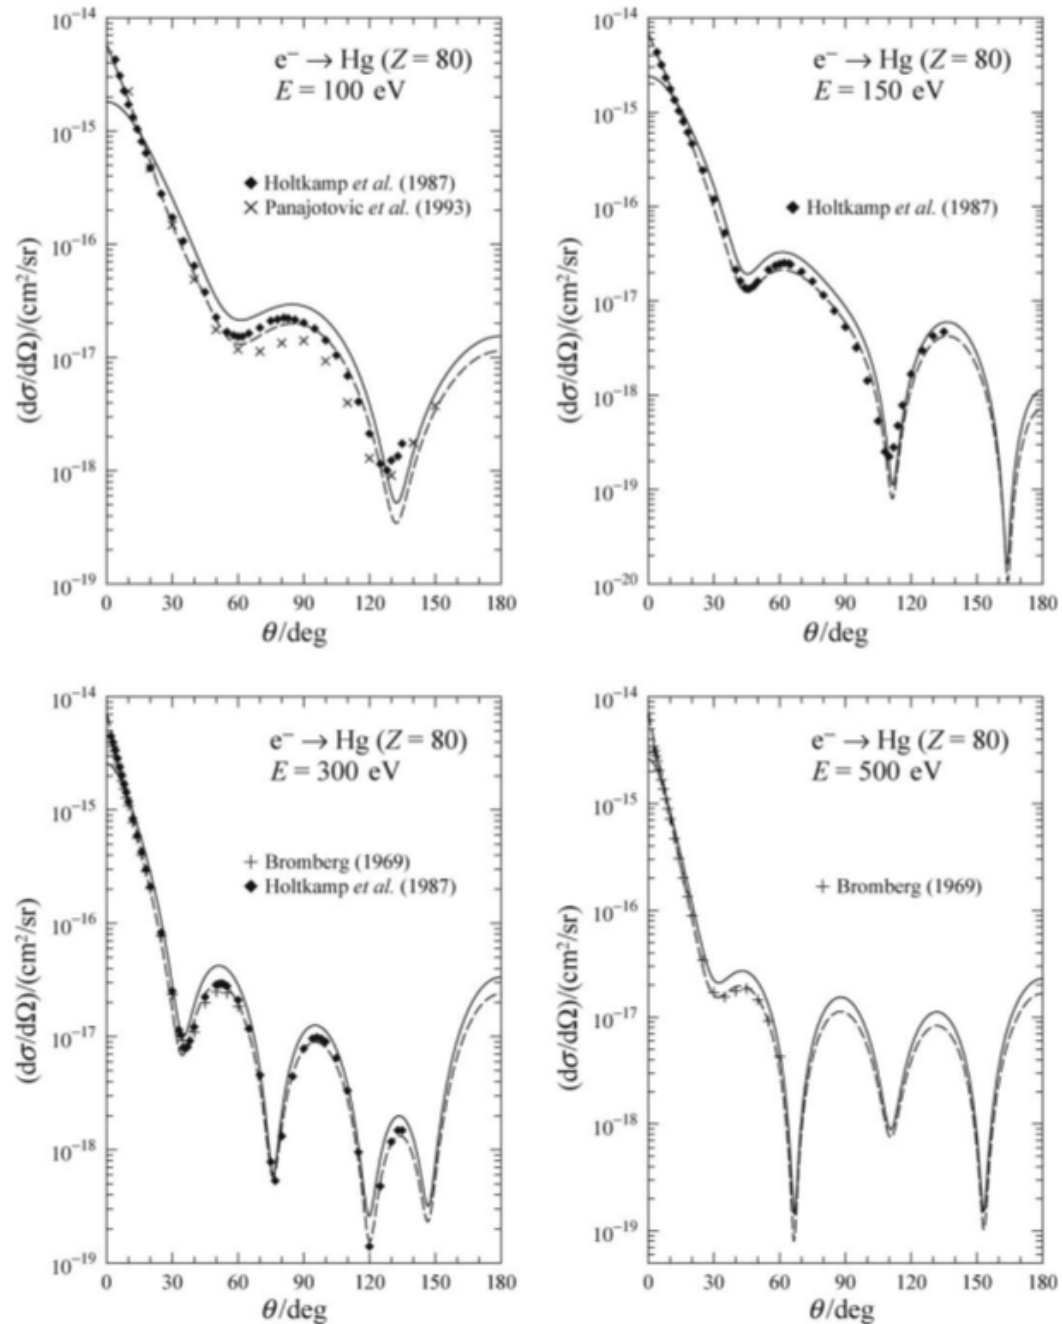 10⁻¹⁴
e⁻ → Hg (Z = 80)
E = 100 eV
10⁻¹⁵
◆ Holtkamp et al. (1987)
× Panajotovic et al. (1993)
10⁻¹⁶
(dσ/dΩ)/(cm²/sr)
10⁻¹⁷
10⁻¹⁸
10⁻¹⁹
0 30 60 90 120 150 180
θ/deg
10⁻¹⁴
e⁻ → Hg (Z = 80)
E = 150 eV
10⁻¹⁵
10⁻¹⁶
◆ Holtkamp et al. (1987)
(dσ/dΩ)/(cm²/sr)
10⁻¹⁷
10⁻¹⁸
10⁻¹⁹
10⁻²⁰
0 30 60 90 120 150 180
θ/deg
10⁻¹⁴
e⁻ → Hg (Z = 80)
E = 300 eV
10⁻¹⁵
+ Bromberg (1969)
◆ Holtkamp et al. (1987)
10⁻¹⁶
(dσ/dΩ)/(cm²/sr)
10⁻¹⁷
10⁻¹⁸
10⁻¹⁹
0 30 60 90 120 150 180
θ/deg
10⁻¹⁴
e⁻ → Hg (Z = 80)
E = 500 eV
10⁻¹⁵
+ Bromberg (1969)
10⁻¹⁶
(dσ/dΩ)/(cm²/sr)
10⁻¹⁷
10⁻¹⁸
10⁻¹⁹
0 30 60 90 120 150 180
θ/deg